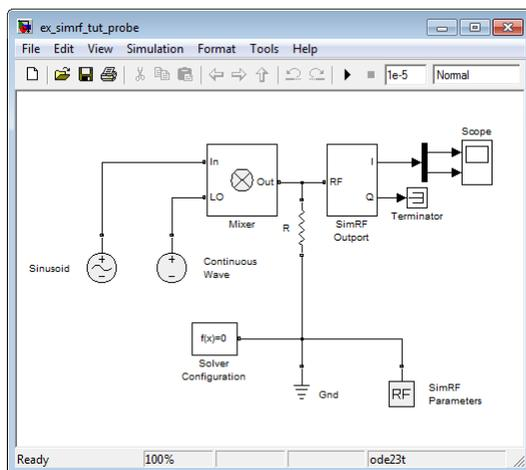 ex_simrf_tut_probe
File Edit View Simulation Format Tools Help
1e-5 Normal
Scope
In
Out
LO
Mixer
RF
I
Q
SimRF
Outport
Terminator
R
Sinusoid
Continuous
Wave
f(x)=0
Solver
Configuration
Gnd
RF
SimRF
Parameters
Ready 100% ode23t